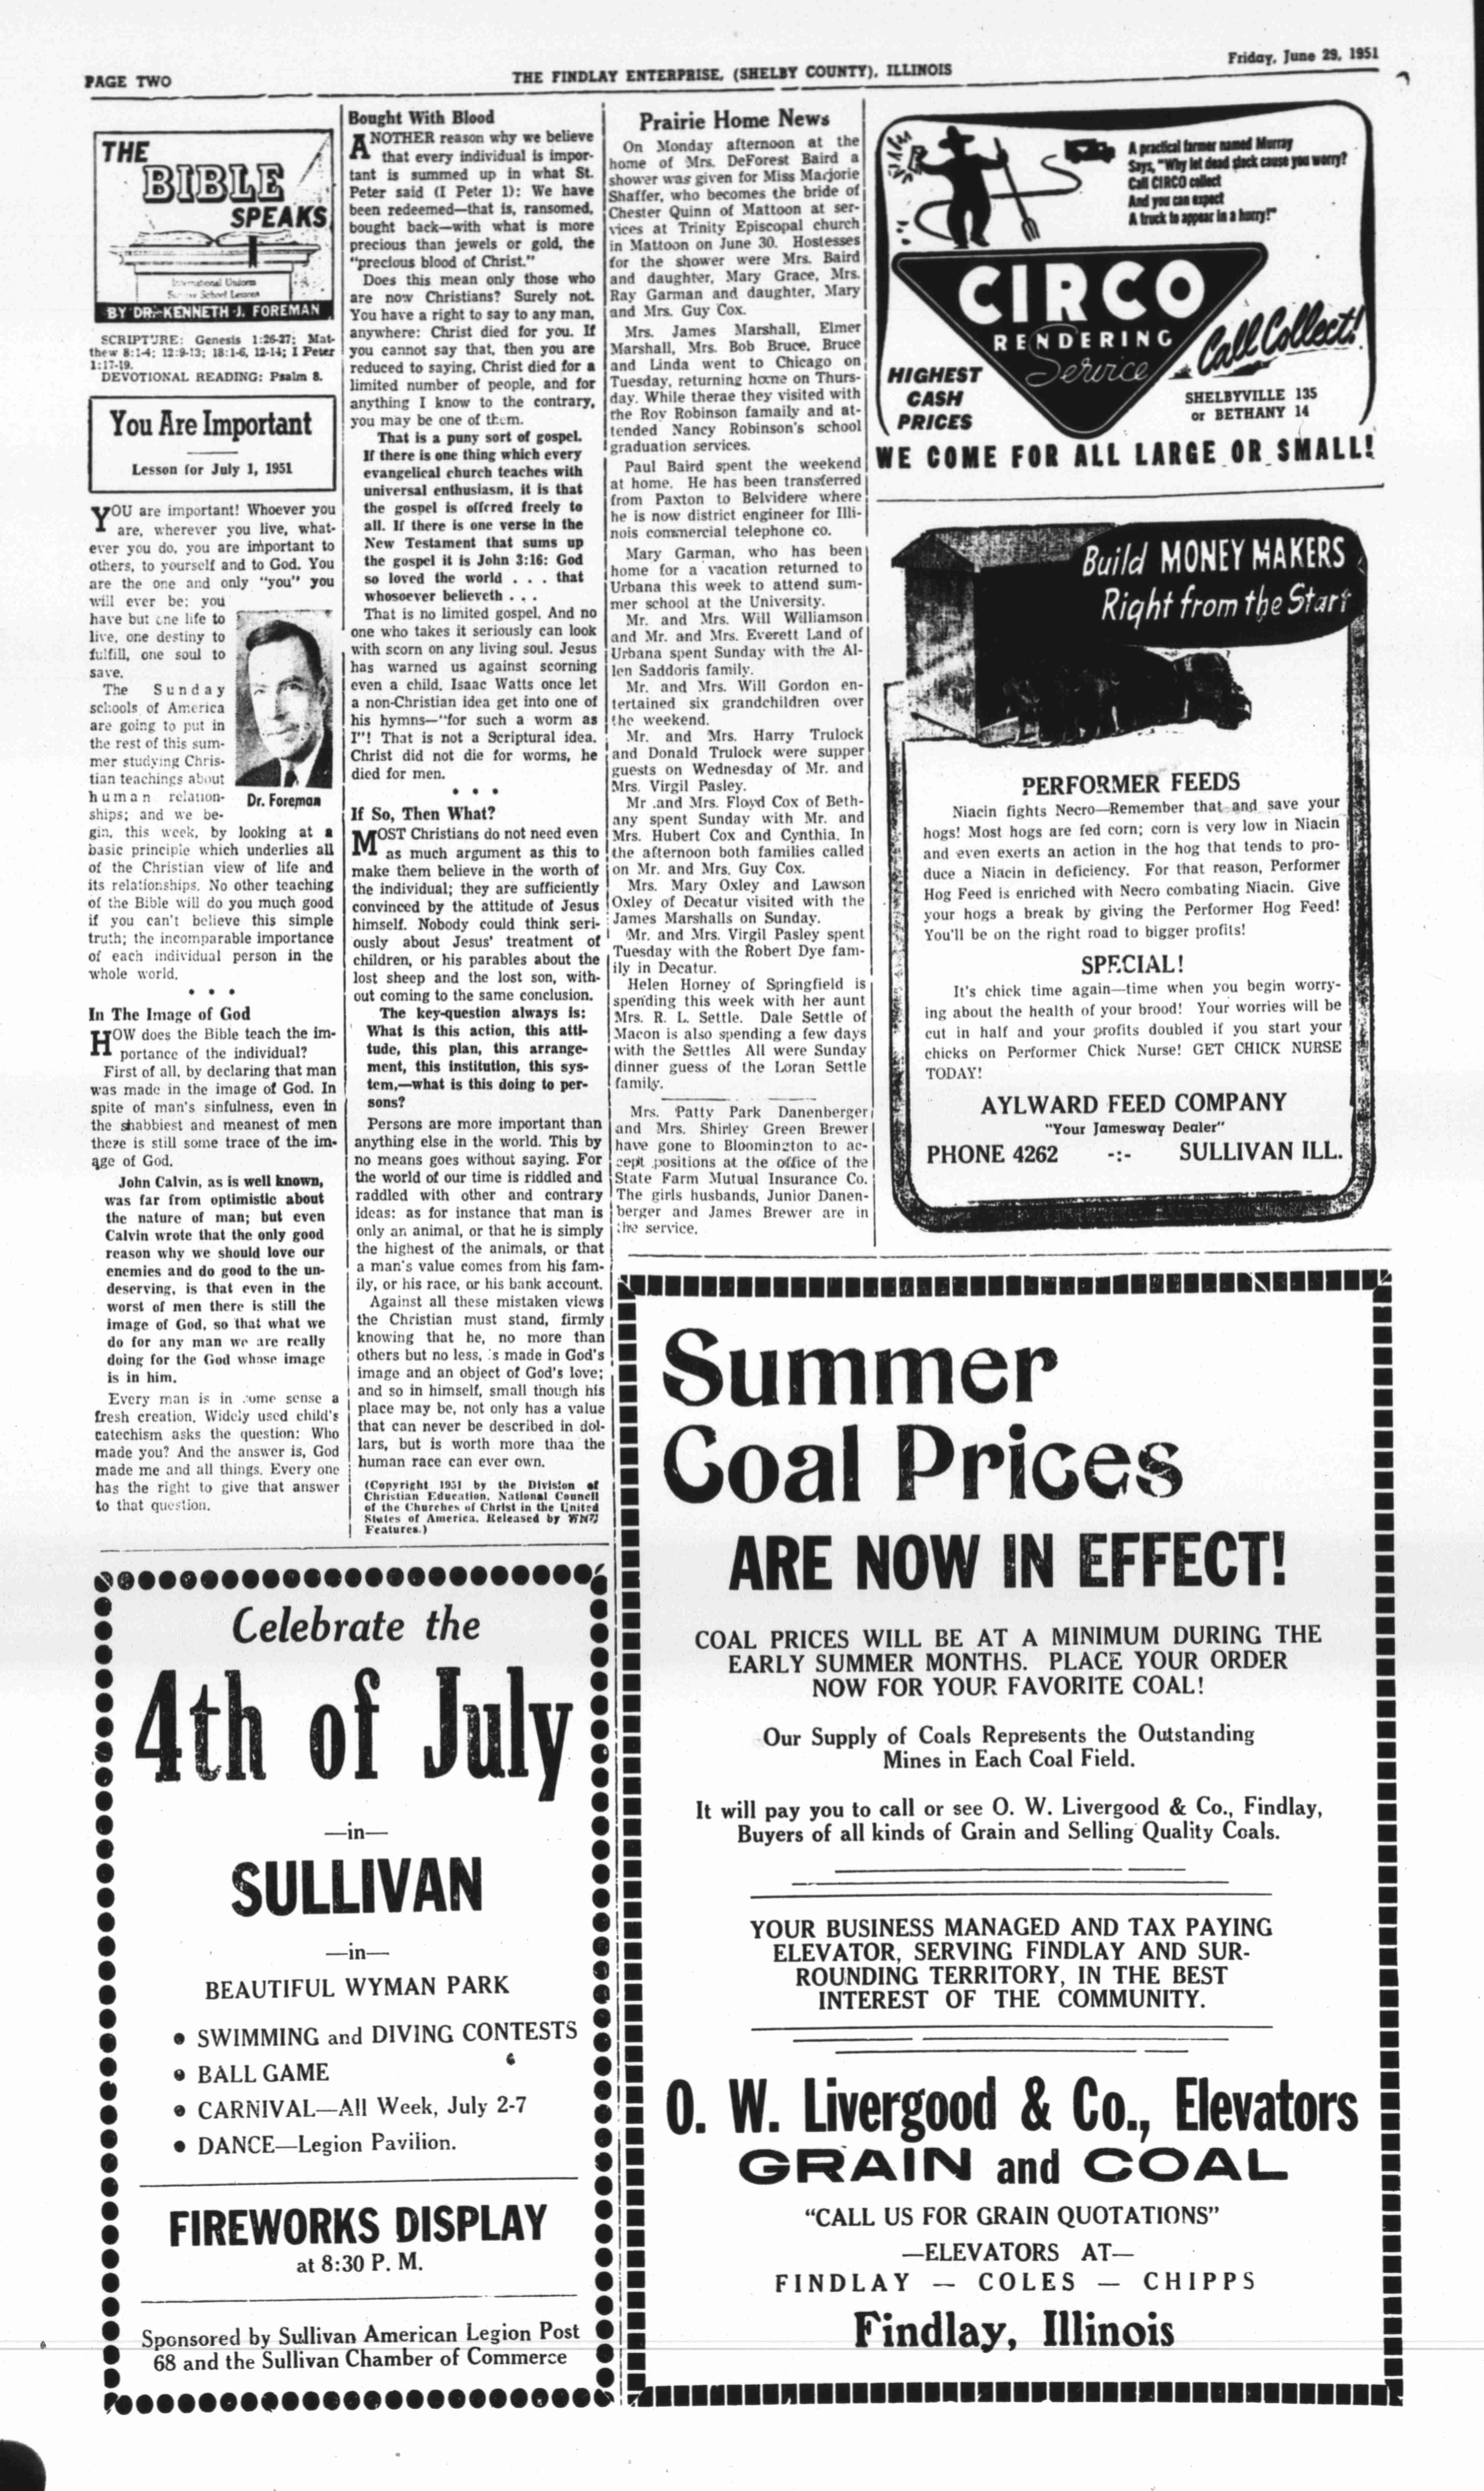 PAGE TWO
THE FINDLAY ENTERPRISE, (SHELBY COUNTY), ILLINOIS
Friday, June 29, 1951
THE
BIBLE
SPEAKS
International Uniform
Sunday School Lessons
BY DR. KENNETH J. FOREMAN
SCRIPTURE: Genesis 1:26-27; Mat-
thew 8:1-4; 12:9-13; 18:1-6, 12-14; I Peter
1:17-19.
DEVOTIONAL READING: Psalm 8.
You Are Important
Lesson for July 1, 1951
YOU are important! Whoever you
are, wherever you live, what-
ever you do, you are important to
others, to yourself and to God. You
are the one and only "you" you
will ever be; you
have but one life to
live, one destiny to
fulfill, one soul to
save.
The Sunday
schools of America
are going to put in
the rest of this sum-
mer studying Chris-
tian teachings about
human relation-
ships; and we be-
Dr. Foreman
gin, this week, by looking at a
basic principle which underlies all
of the Christian view of life and
its relationships. No other teaching
of the Bible will do you much good
if you can't believe this simple
truth; the incomparable importance
of each individual person in the
whole world.
• • •
In The Image of God
HOW does the Bible teach the im-
portance of the individual?
First of all, by declaring that man
was made in the image of God. In
spite of man's sinfulness, even in
the shabbiest and meanest of men
there is still some trace of the im-
age of God.
John Calvin, as is well known,
was far from optimistic about
the nature of man; but even
Calvin wrote that the only good
reason why we should love our
enemies and do good to the un-
deserving, is that even in the
worst of men there is still the
image of God, so that what we
do for any man we are really
doing for the God whose image
is in him.
Every man is in some sense a
fresh creation. Widely used child's
catechism asks the question: Who
made you? And the answer is, God
made me and all things. Every one
has the right to give that answer
to that question.
Bought With Blood
ANOTHER reason why we believe
that every individual is impor-
tant is summed up in what St.
Peter said (I Peter 1): We have
been redeemed—that is, ransomed,
bought back—with what is more
precious than jewels or gold, the
"precious blood of Christ."
Does this mean only those who
are now Christians? Surely not.
You have a right to say to any man,
anywhere: Christ died for you. If
you cannot say that, then you are
reduced to saying, Christ died for a
limited number of people, and for
anything I know to the contrary,
you may be one of them.
That is a puny sort of gospel.
If there is one thing which every
evangelical church teaches with
universal enthusiasm, it is that
the gospel is offered freely to
all. If there is one verse in the
New Testament that sums up
the gospel it is John 3:16: God
so loved the world . . . that
whosoever believeth . . .
That is no limited gospel. And no
one who takes it seriously can look
with scorn on any living soul. Jesus
has warned us against scorning
even a child. Isaac Watts once let
a non-Christian idea get into one of
his hymns—"for such a worm as
I"! That is not a Scriptural idea.
Christ did not die for worms, he
died for men.
• • •
If So, Then What?
MOST Christians do not need even
as much argument as this to
make them believe in the worth of
the individual; they are sufficiently
convinced by the attitude of Jesus
himself. Nobody could think seri-
ously about Jesus' treatment of
children, or his parables about the
lost sheep and the lost son, with-
out coming to the same conclusion.
The key-question always is:
What is this action, this atti-
tude, this plan, this arrange-
ment, this institution, this sys-
tem,—what is this doing to per-
sons?
Persons are more important than
anything else in the world. This by
no means goes without saying. For
the world of our time is riddled and
raddled with other and contrary
ideas: as for instance that man is
only an animal, or that he is simply
the highest of the animals, or that
a man's value comes from his fam-
ily, or his race, or his bank account.
Against all these mistaken views
the Christian must stand, firmly
knowing that he, no more than
others but no less, is made in God's
image and an object of God's love;
and so in himself, small though his
place may be, not only has a value
that can never be described in dol-
lars, but is worth more than the
human race can ever own.
(Copyright 1951 by the Division of
Christian Education, National Council
of the Churches of Christ in the United
States of America. Released by WNU
Features.)
Prairie Home News
On Monday afternoon at the
home of Mrs. DeForest Baird a
shower was given for Miss Marjorie
Shaffer, who becomes the bride of
Chester Quinn of Mattoon at ser-
vices at Trinity Episcopal church
in Mattoon on June 30. Hostesses
for the shower were Mrs. Baird
and daughter, Mary Grace, Mrs.
Ray Garman and daughter, Mary
and Mrs. Guy Cox.
Mrs. James Marshall, Elmer
Marshall, Mrs. Bob Bruce, Bruce
and Linda went to Chicago on
Tuesday, returning home on Thurs-
day. While therae they visited with
the Roy Robinson famaily and at-
tended Nancy Robinson's school
graduation services.
Paul Baird spent the weekend
at home. He has been transferred
from Paxton to Belvidere where
he is now district engineer for Illi-
nois commercial telephone co.
Mary Garman, who has been
home for a vacation returned to
Urbana this week to attend sum-
mer school at the University.
Mr. and Mrs. Will Williamson
and Mr. and Mrs. Everett Land of
Urbana spent Sunday with the Al-
len Saddoris family.
Mr. and Mrs. Will Gordon en-
tertained six grandchildren over
the weekend.
Mr. and Mrs. Harry Trulock
and Donald Trulock were supper
guests on Wednesday of Mr. and
Mrs. Virgil Pasley.
Mr .and Mrs. Floyd Cox of Beth-
any spent Sunday with Mr. and
Mrs. Hubert Cox and Cynthia. In
the afternoon both families called
on Mr. and Mrs. Guy Cox.
Mrs. Mary Oxley and Lawson
Oxley of Decatur visited with the
James Marshalls on Sunday.
Mr. and Mrs. Virgil Pasley spent
Tuesday with the Robert Dye fam-
ily in Decatur.
Helen Horney of Springfield is
spending this week with her aunt
Mrs. R. L. Settle. Dale Settle of
Macon is also spending a few days
with the Settles All were Sunday
dinner guess of the Loran Settle
family.
Mrs. Patty Park Danenberger
and Mrs. Shirley Green Brewer
have gone to Bloomington to ac-
cept positions at the office of the
State Farm Mutual Insurance Co.
The girls husbands, Junior Danen-
berger and James Brewer are in
the service.
A practical farmer named Murray
Says, "Why let dead stock cause you worry?
Call CIRCO collect
And you can expect
A truck to appear in a hurry!"
CIRCO
RENDERING
Service
Call Collect!
HIGHEST
CASH
PRICES
SHELBYVILLE 135
or BETHANY 14
WE COME FOR ALL LARGE OR SMALL!
Build MONEY MAKERS
Right from the Start
PERFORMER FEEDS
Niacin fights Necro—Remember that and save your
hogs! Most hogs are fed corn; corn is very low in Niacin
and even exerts an action in the hog that tends to pro-
duce a Niacin in deficiency. For that reason, Performer
Hog Feed is enriched with Necro combating Niacin. Give
your hogs a break by giving the Performer Hog Feed!
You'll be on the right road to bigger profits!
SPECIAL!
It's chick time again—time when you begin worry-
ing about the health of your brood! Your worries will be
cut in half and your profits doubled if you start your
chicks on Performer Chick Nurse! GET CHICK NURSE
TODAY!
AYLWARD FEED COMPANY
"Your Jamesway Dealer"
PHONE 4262 -:- SULLIVAN ILL.
Celebrate the
4th of July
—in—
SULLIVAN
—in—
BEAUTIFUL WYMAN PARK
• SWIMMING and DIVING CONTESTS
• BALL GAME
• CARNIVAL—All Week, July 2-7
• DANCE—Legion Pavilion.
FIREWORKS DISPLAY
at 8:30 P. M.
Sponsored by Sullivan American Legion Post
68 and the Sullivan Chamber of Commerce
Summer
Coal Prices
ARE NOW IN EFFECT!
COAL PRICES WILL BE AT A MINIMUM DURING THE
EARLY SUMMER MONTHS. PLACE YOUR ORDER
NOW FOR YOUR FAVORITE COAL!
Our Supply of Coals Represents the Outstanding
Mines in Each Coal Field.
It will pay you to call or see O. W. Livergood & Co., Findlay,
Buyers of all kinds of Grain and Selling Quality Coals.
YOUR BUSINESS MANAGED AND TAX PAYING
ELEVATOR, SERVING FINDLAY AND SUR-
ROUNDING TERRITORY, IN THE BEST
INTEREST OF THE COMMUNITY.
O. W. Livergood & Co., Elevators
GRAIN and COAL
"CALL US FOR GRAIN QUOTATIONS"
—ELEVATORS AT—
FINDLAY — COLES — CHIPPS
Findlay, Illinois